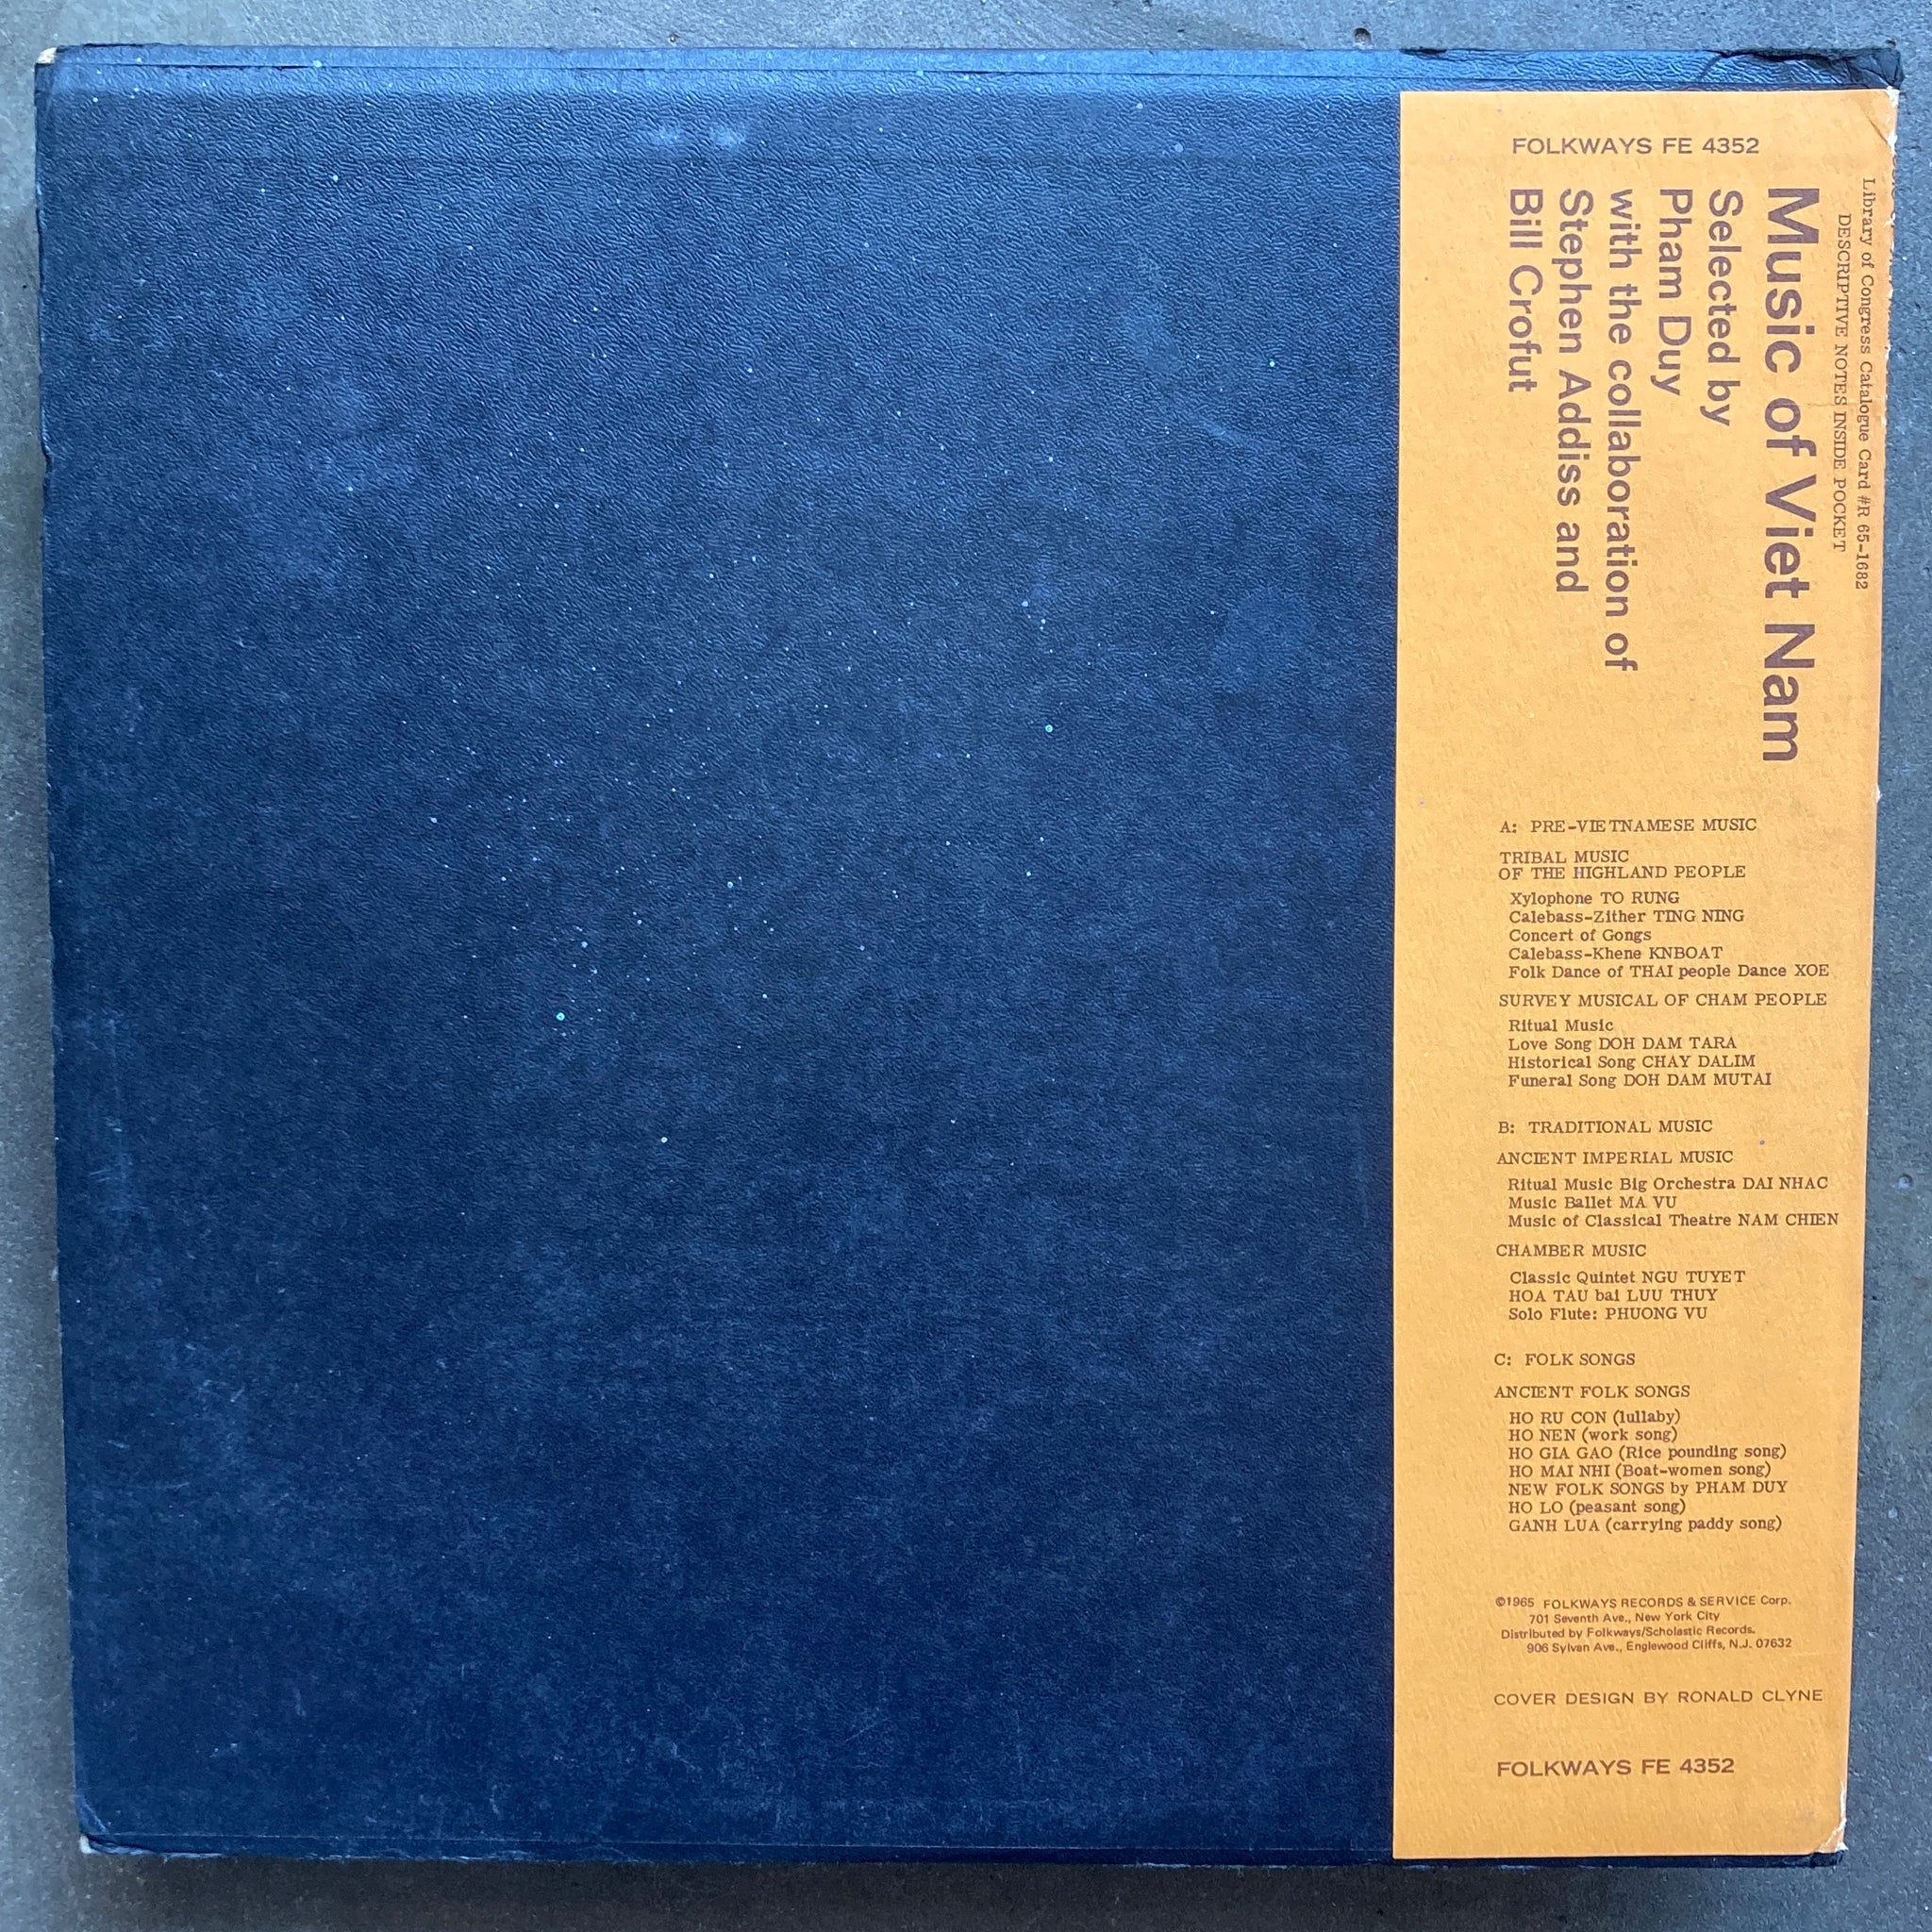 FOLKWAYS FE 4352
Library of Congress Catalogue Card #R 65-1682
DESCRIPTIVE NOTES INSIDE POCKET
Music of Viet Nam
Selected by
Pham Duy
with the collaboration of
Stephen Addiss and
Bill Crofut
A: PRE-VIETNAMESE MUSIC
TRIBAL MUSIC
OF THE HIGHLAND PEOPLE
Xylophone TO RUNG
Calebass-Zither TING NING
Concert of Gongs
Calebass-Khene KNBOAT
Folk Dance of THAI people Dance XOE
SURVEY MUSICAL OF CHAM PEOPLE
Ritual Music
Love Song DOH DAM TARA
Historical Song CHAY DALIM
Funeral Song DOH DAM MUTAI
B: TRADITIONAL MUSIC
ANCIENT IMPERIAL MUSIC
Ritual Music Big Orchestra DAI NHAC
Music Ballet MA VU
Music of Classical Theatre NAM CHIEN
CHAMBER MUSIC
Classic Quintet NGU TUYET
HOA TAU bai LUU THUY
Solo Flute: PHUONG VU
C: FOLK SONGS
ANCIENT FOLK SONGS
HO RU CON (lullaby)
HO NEN (work song)
HO GIA GAO (Rice pounding song)
HO MAI NHI (Boat-women song)
NEW FOLK SONGS by PHAM DUY
HO LO (peasant song)
GANH LUA (carrying paddy song)
©1965 FOLKWAYS RECORDS & SERVICE Corp.
701 Seventh Ave., New York City
Distributed by Folkways/Scholastic Records.
906 Sylvan Ave., Englewood Cliffs, N.J. 07632
COVER DESIGN BY RONALD CLYNE
FOLKWAYS FE 4352